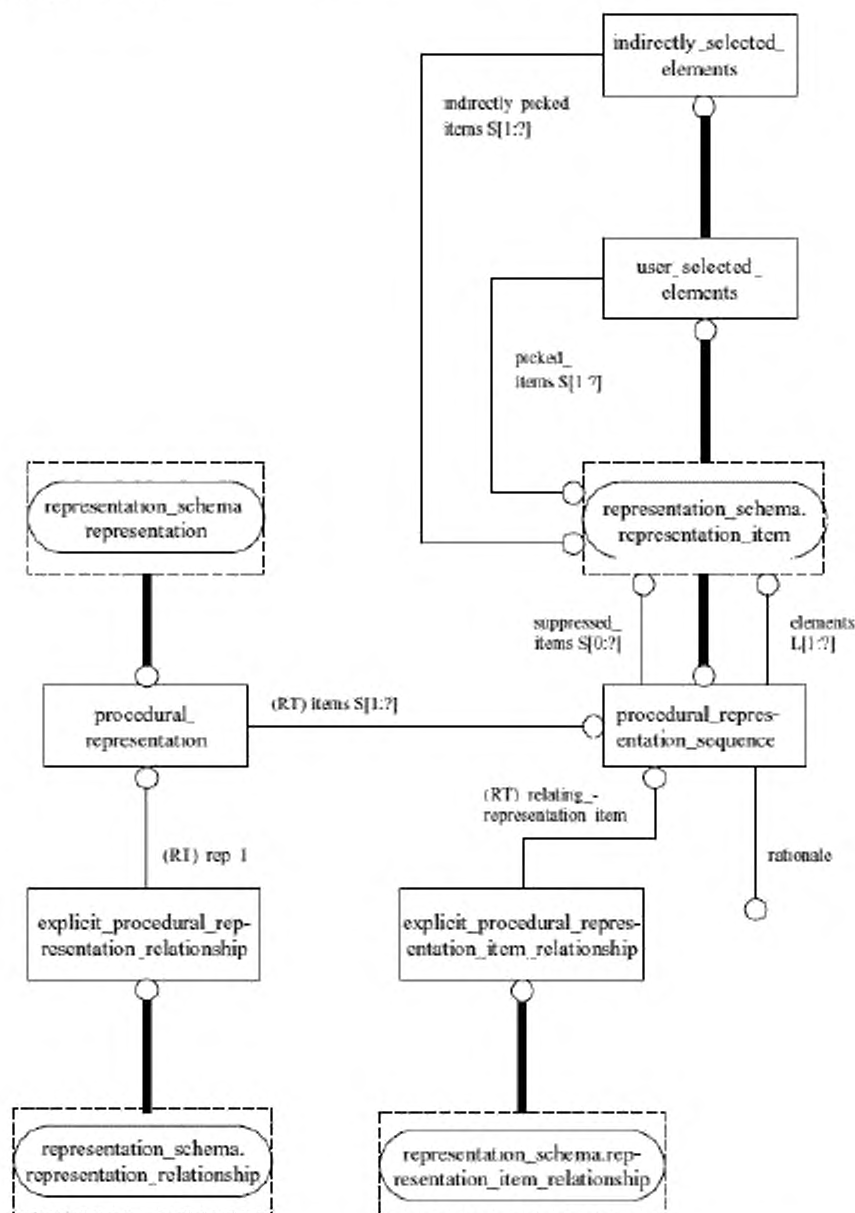 indirectly_selected_
elements
indirectly picked
items S[1:?]
user_selected_
elements
picked_
items S[1:?]
representation_schema
representation
representation_schema.
representation_item
suppressed_
items S[0:?]
elements
L[1:?]
procedural_
representation
(RT) items S[1:?]
procedural_repres-
entation_sequence
(RT) relating_-
representation item
(RT) rep 1
rationale
explicit_procedural_rep-
resentation_relationship
explicit_procedural_repres-
entation_item_relationship
representation_schema.
representation_relationship
representation_schema.rep-
resentation_item_relationship